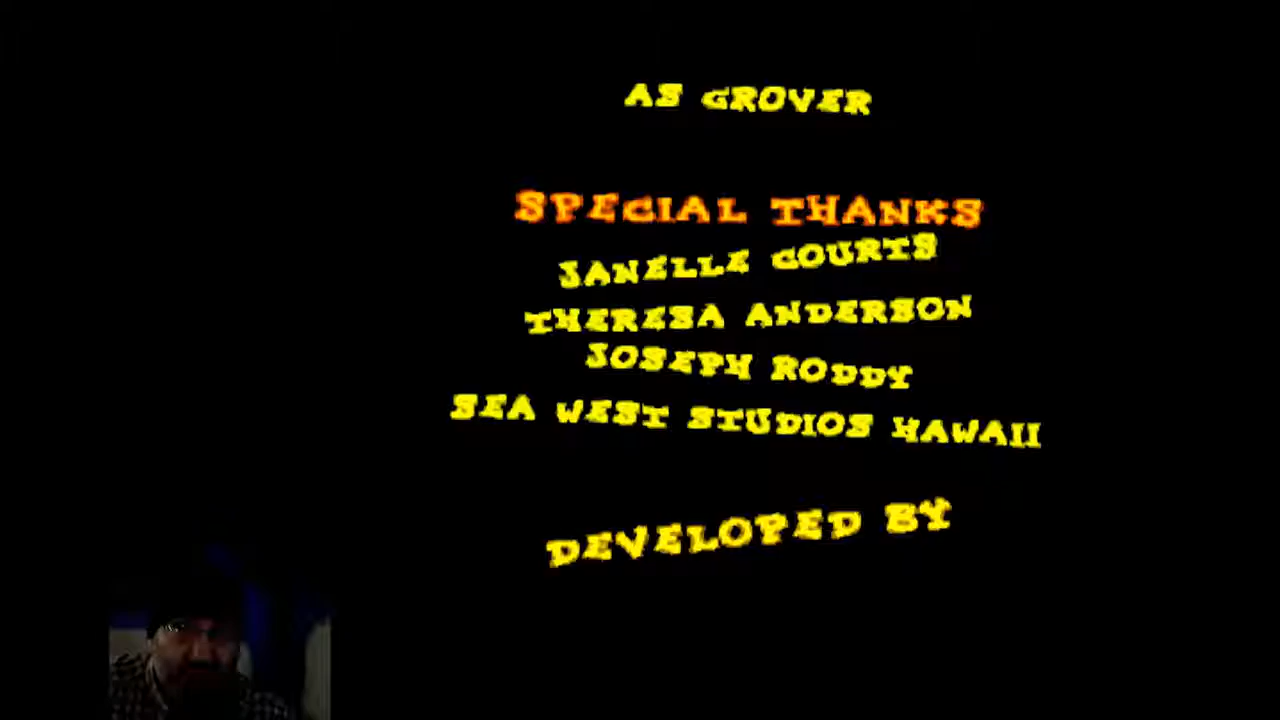 AS GROVER
SPECIAL THANKS
JANELLE COURTS
THERESA ANDERSON
JOSEPH RODDY
SEA WEST STUDIOS HAWAII
DEVELOPED BY